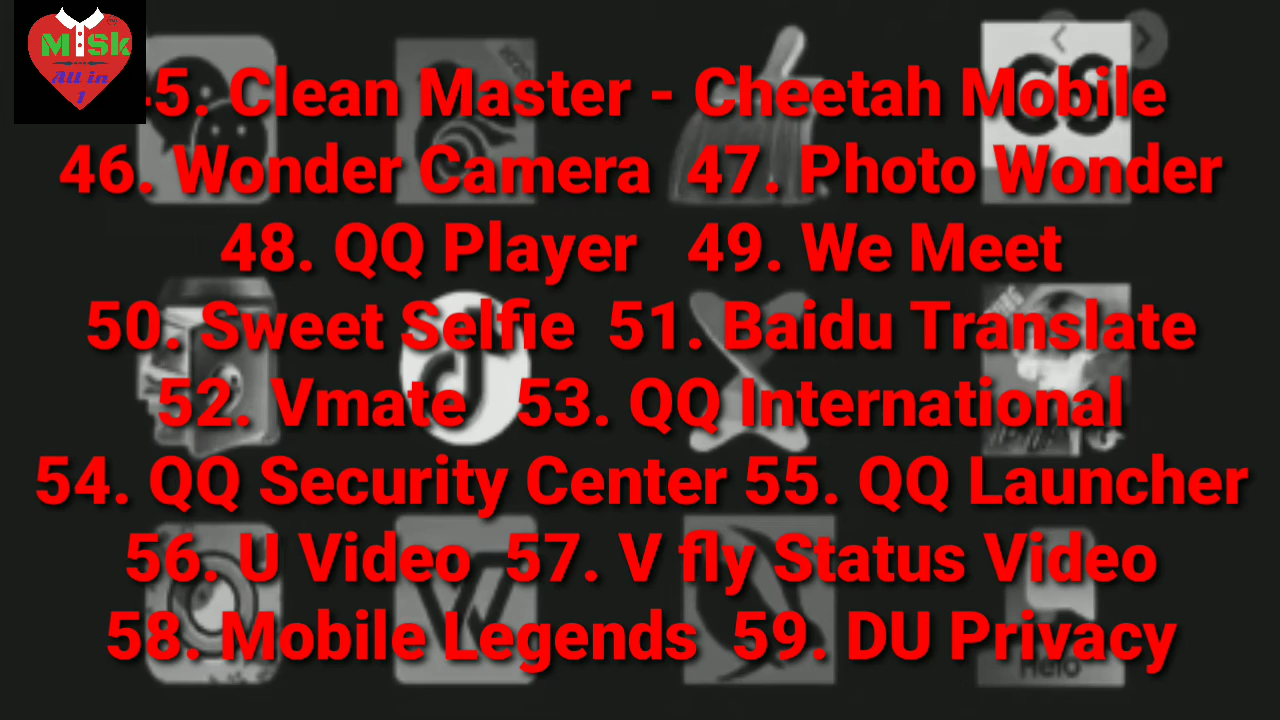 MISk
All in
1
45. Clean Master - Cheetah Mobile
CS
46. Wonder Camera 47. Photo Wonder
48. QQ Player 49. We Meet
50. Sweet Selfie 51. Baidu Translate
52. Vmate 53. QQ International
54. QQ Security Center 55. QQ Launcher
56. U Video 57. V fly Status Video
58. Mobile Legends 59. DU Privacy
Helo